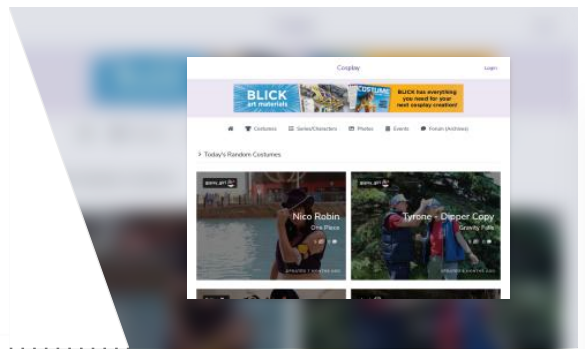 Cosplay
Login
BLICK
art materials
COSTUME
BLICK has everything
you need for your
next cosplay creation!
Costumes
Series/Characters
Photos
Events
Forum (Archives)
> Today's Random Costumes
Nico Robin
One Piece
Tyrone - Dipper Copy
Gravity Falls